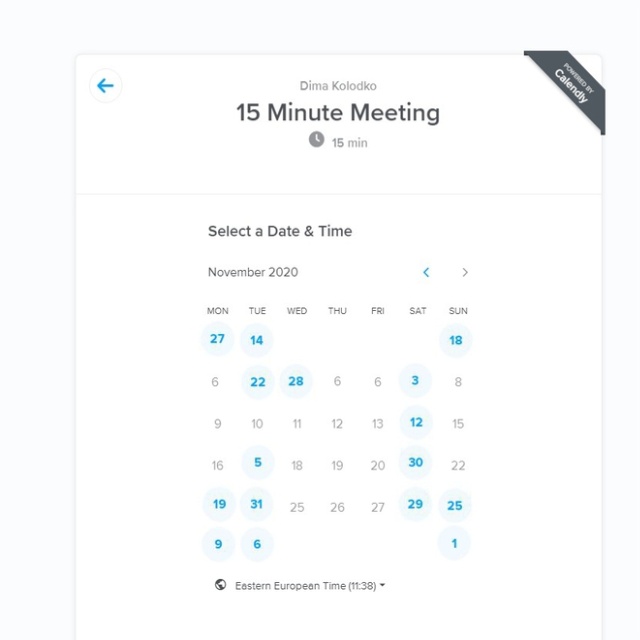 POWERED BY
Calendly
Dima Kolodko
15 Minute Meeting
15 min
Select a Date & Time
November 2020
MON TUE WED THU FRI SAT SUN
27 14 18
6 22 28 6 6 3 8
9 10 11 12 13 12 15
16 5 18 19 20 30 22
19 31 25 26 27 29 25
9 6 1
Eastern European Time (11:38)